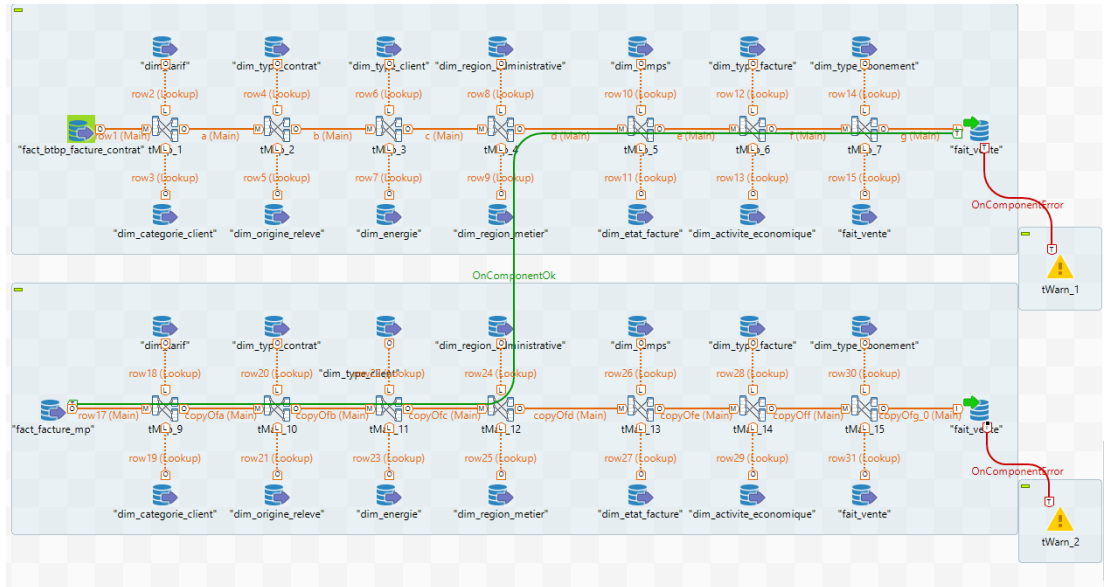 "dim_tarif" "dim_type_contrat" "dim_type_client" "dim_region_administrative" "dim_temps" "dim_type_facture" "dim_type_abonement"
row2 (Lookup) row4 (Lookup) row6 (Lookup) row8 (Lookup) row10 (Lookup) row12 (Lookup) row14 (Lookup)
row1 (Main) a (Main) b (Main) c (Main) d (Main) e (Main) f (Main) g (Main)
"fact_btbp_facture_contrat" tMap_1 tMap_2 tMap_3 tMap_4 tMap_5 tMap_6 tMap_7 "fait_vente"
row3 (Lookup) row5 (Lookup) row7 (Lookup) row9 (Lookup) row11 (Lookup) row13 (Lookup) row15 (Lookup)
OnComponentError
"dim_categorie_client" "dim_origine_releve" "dim_energie" "dim_region_metier" "dim_etat_facture" "dim_activite_economique" "fait_vente"
OnComponentOk
tWarn_1
"dim_tarif" "dim_type_contrat" "dim_region_administrative" "dim_temps" "dim_type_facture" "dim_type_abonement"
row18 (Lookup) row20 (Lookup) "dim_type_client" row24 (Lookup) row26 (Lookup) row28 (Lookup) row30 (Lookup)
row17 (Main) copyOfa (Main) copyOfb (Main) copyOfc (Main) copyOfd (Main) copyOfe (Main) copyOff (Main) copyOfg_0 (Main)
"fact_facture_mp" tMap_9 tMap_10 tMap_11 tMap_12 tMap_13 tMap_14 tMap_15 "fait_vente"
row19 (Lookup) row21 (Lookup) row23 (Lookup) row25 (Lookup) row27 (Lookup) row29 (Lookup) row31 (Lookup)
OnComponentError
"dim_categorie_client" "dim_origine_releve" "dim_energie" "dim_region_metier" "dim_etat_facture" "dim_activite_economique" "fait_vente"
tWarn_2